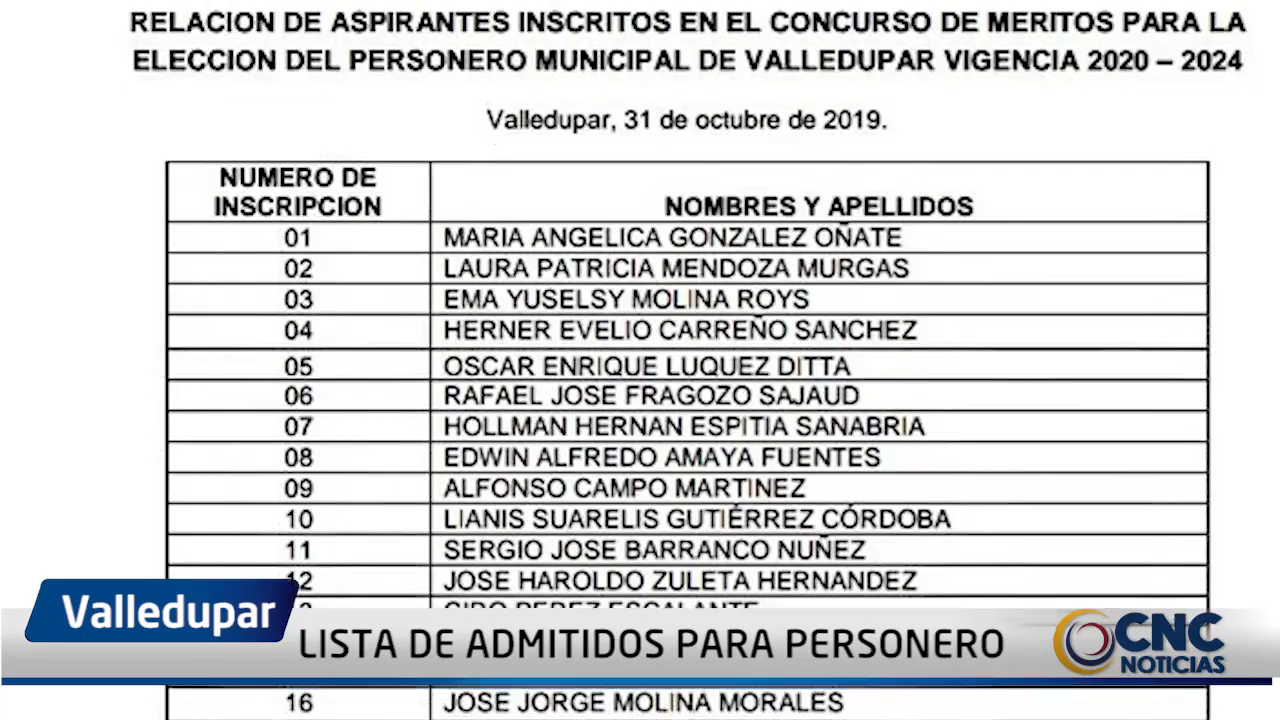 RELACION DE ASPIRANTES INSCRITOS EN EL CONCURSO DE MERITOS PARA LA
ELECCION DEL PERSONERO MUNICIPAL DE VALLEDUPAR VIGENCIA 2020 – 2024
Valledupar, 31 de octubre de 2019.
NUMERO DE
INSCRIPCION
NOMBRES Y APELLIDOS
01 MARIA ANGELICA GONZALEZ OÑATE
02 LAURA PATRICIA MENDOZA MURGAS
03 EMA YUSELSY MOLINA ROYS
04 HERNER EVELIO CARREÑO SANCHEZ
05 OSCAR ENRIQUE LUQUEZ DITTA
06 RAFAEL JOSE FRAGOZO SAJAUD
07 HOLLMAN HERNAN ESPITIA SANABRIA
08 EDWIN ALFREDO AMAYA FUENTES
09 ALFONSO CAMPO MARTINEZ
10 LIANIS SUARELIS GUTIÉRREZ CÓRDOBA
11 SERGIO JOSE BARRANCO NUÑEZ
12 JOSE HAROLDO ZULETA HERNANDEZ
Valledupar
LISTA DE ADMITIDOS PARA PERSONERO
CNC
NOTICIAS
16 JOSE JORGE MOLINA MORALES